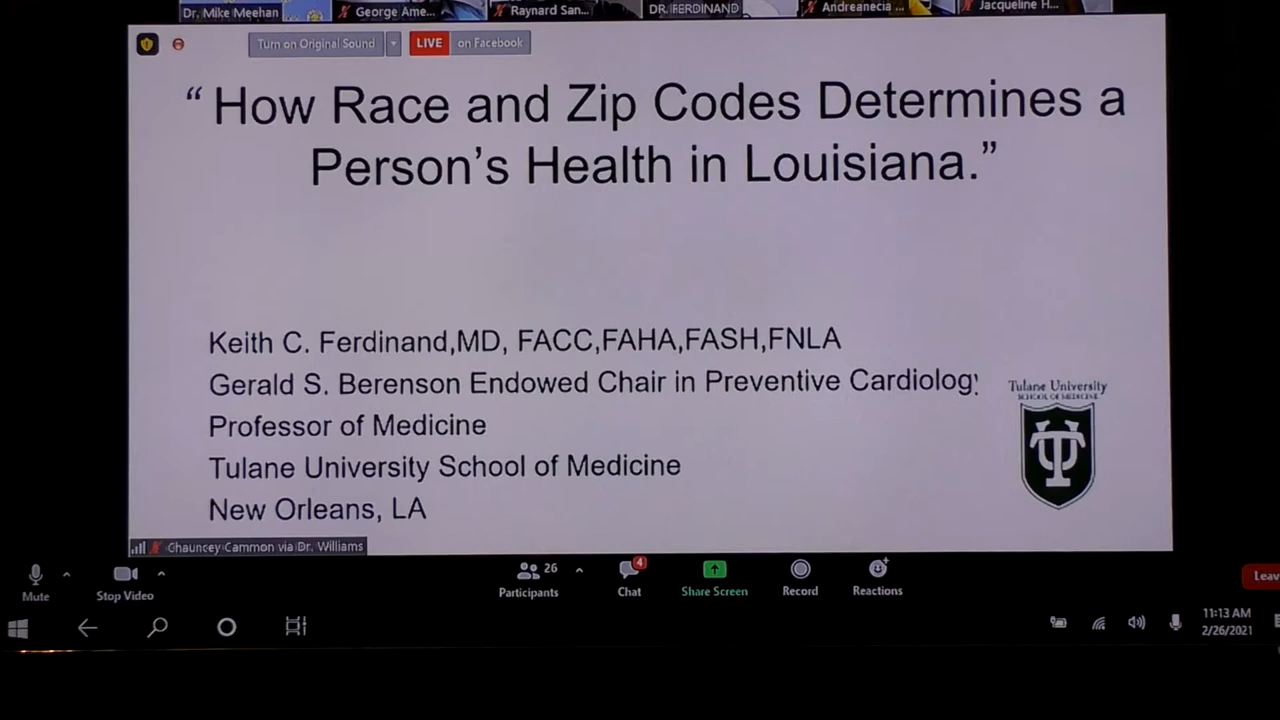 Dr. Mike Meehan
George Ame...
Raynard San...
DR. FERDINAND
Andreanecia ...
Jacqueline H...
Turn on Original Sound
LIVE
on Facebook
“ How Race and Zip Codes Determines a
Person’s Health in Louisiana.”
Keith C. Ferdinand,MD, FACC,FAHA,FASH,FNLA
Gerald S. Berenson Endowed Chair in Preventive Cardiology
Professor of Medicine
Tulane University School of Medicine
New Orleans, LA
Tulane University
SCHOOL OF MEDICINE
Chauncey Cammon via Dr. Williams
Mute
Stop Video
26
Participants
4
Chat
Share Screen
Record
Reactions
Leav
11:13 AM
2/26/2021